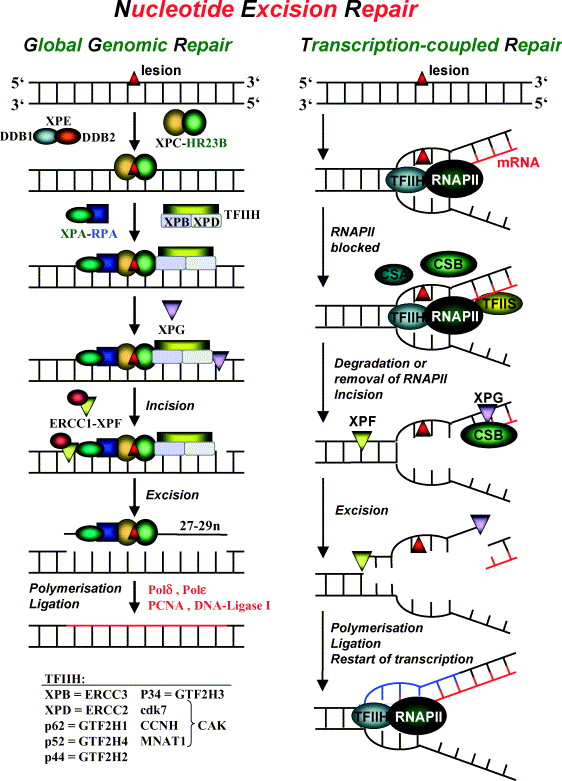 Nucleotide Excision Repair
Global Genomic Repair
lesion
5‘ 3‘
3‘ 5‘
XPE
DDB1 DDB2
XPC-HR23B
XPA-RPA
XPB XPD TFIIH
XPG
Incision
ERCC1-XPF
Excision
27-29n
Polymerisation
Ligation
Polδ , Polε
PCNA , DNA-Ligase I
TFIIH:
XPB = ERCC3
XPD = ERCC2
p62 = GTF2H1
p52 = GTF2H4
p44 = GTF2H2
P34 = GTF2H3
cdk7
CCNH
MNAT1
CAK
Transcription-coupled Repair
lesion
5‘ 3‘
3‘ 5‘
TFIIH RNAPII
mRNA
RNAPII
blocked
CSA CSB
TFIIH RNAPII TFIIS
Degradation or
removal of RNAPII
Incision
XPF
XPG
CSB
Excision
Polymerisation
Ligation
Restart of transcription
TFIIH RNAPII